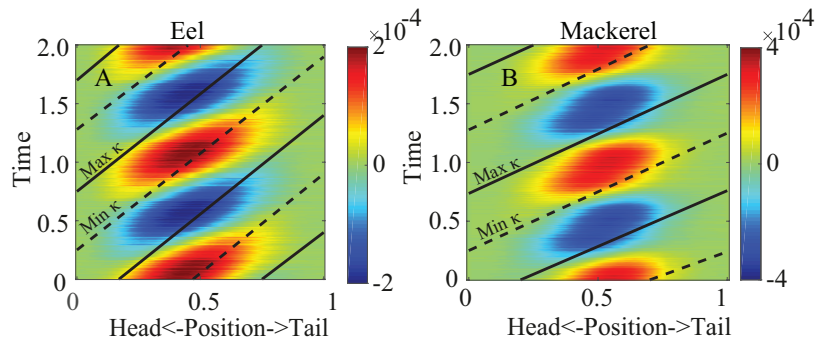 Eel
×10⁻⁴
2.0
1.5
1.0
0.5
0
Time
A
Max κ
Min κ
2
0
-2
0
0.5
1
Head<-Position->Tail
Mackerel
×10⁻⁴
2.0
1.5
1.0
0.5
0
Time
B
Max κ
Min κ
4
0
-4
0
0.5
1
Head<-Position->Tail